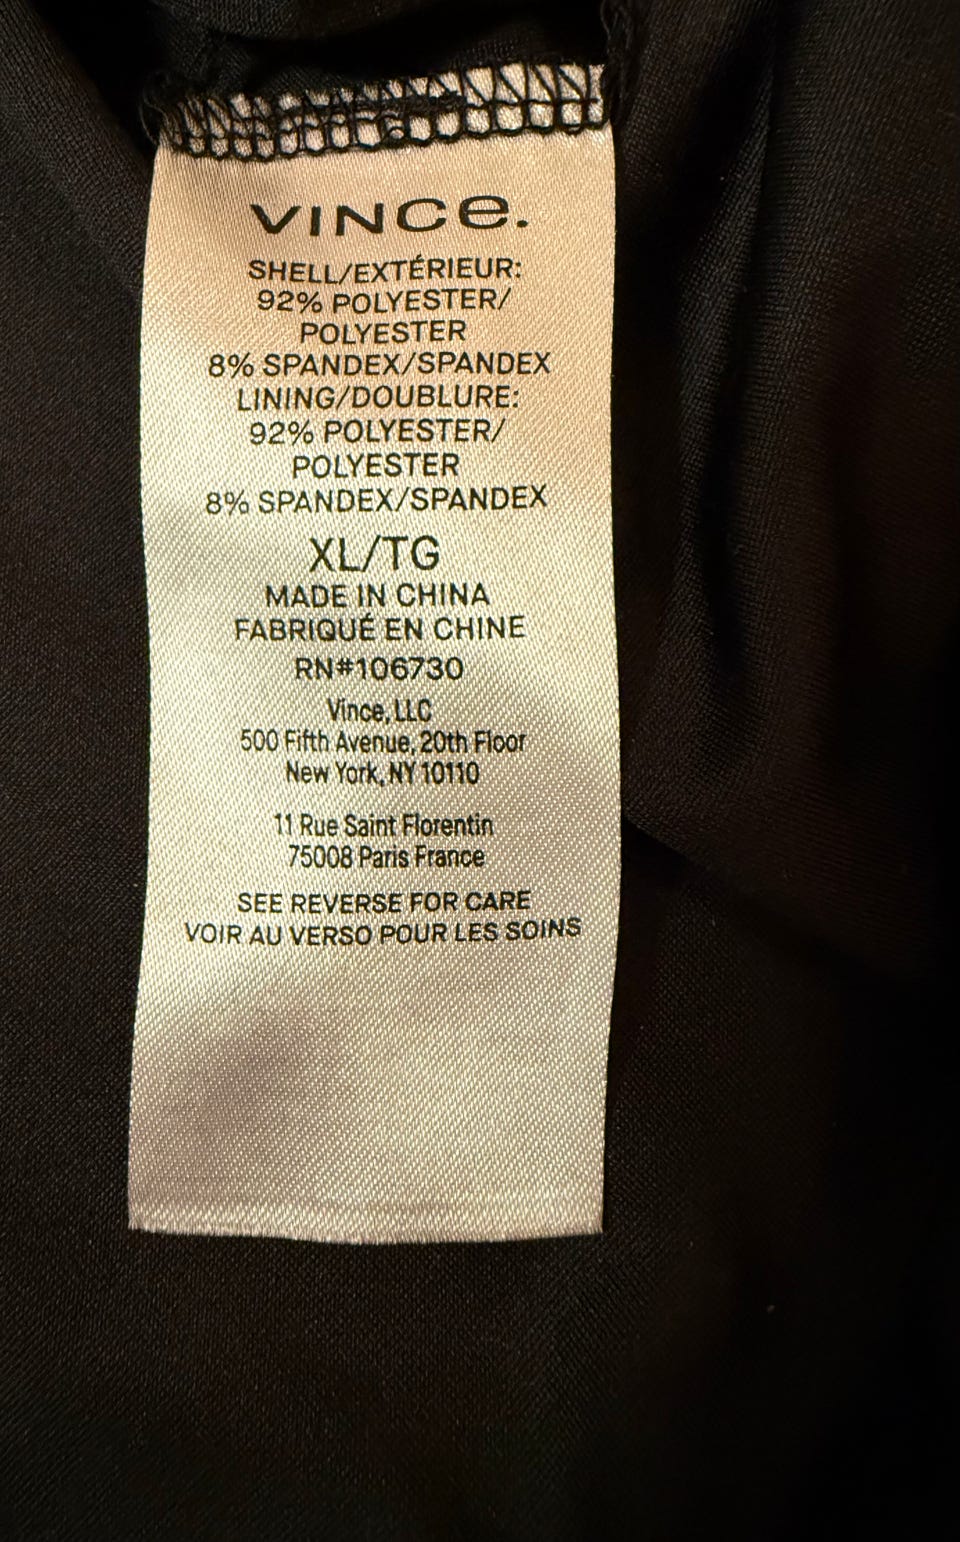 VINCe.
SHELL/EXTÉRIEUR:
92% POLYESTER/
POLYESTER
8% SPANDEX/SPANDEX
LINING/DOUBLURE:
92% POLYESTER/
POLYESTER
8% SPANDEX/SPANDEX
XL/TG
MADE IN CHINA
FABRIQUÉ EN CHINE
RN#106730
Vince, LLC
500 Fifth Avenue, 20th Floor
New York, NY 10110
11 Rue Saint Florentin
75008 Paris France
SEE REVERSE FOR CARE
VOIR AU VERSO POUR LES SOINS